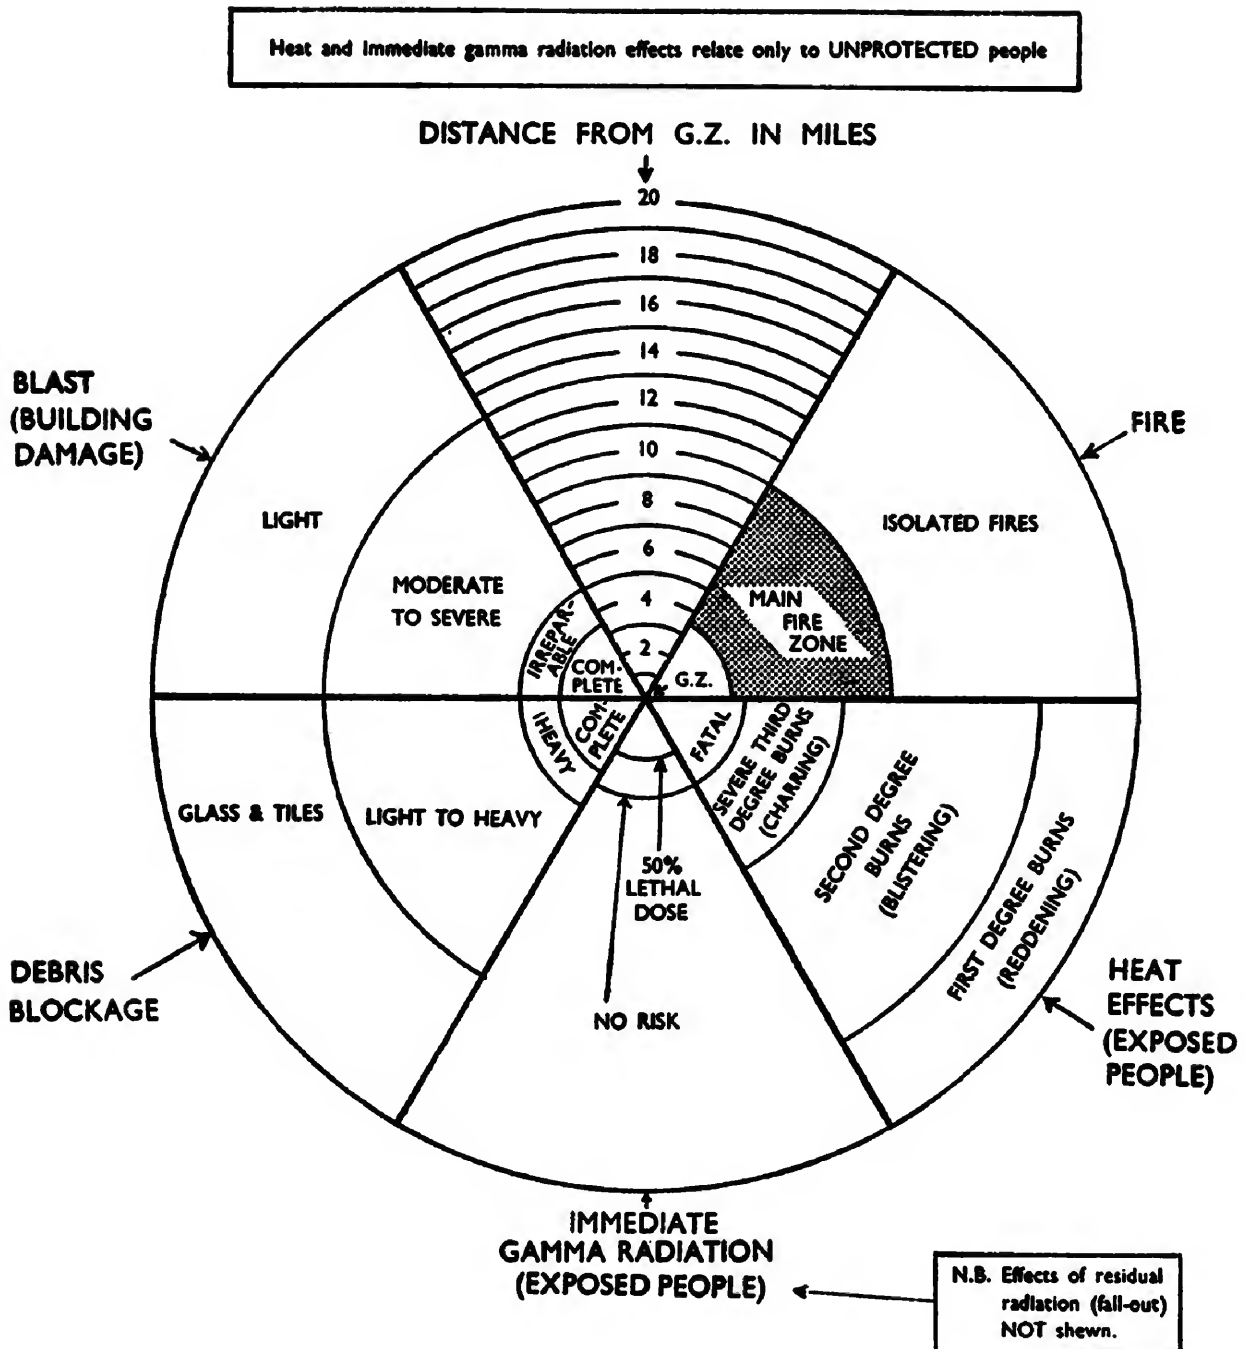 Heat and immediate gamma radiation effects relate only to UNPROTECTED people
DISTANCE FROM G.Z. IN MILES
20
18
16
14
12
10
8
6
4
2
G.Z.
BLAST
(BUILDING
DAMAGE)
LIGHT
MODERATE
TO SEVERE
IRREPAR-
ABLE
COM-
PLETE
FIRE
ISOLATED FIRES
MAIN
FIRE
ZONE
COM-
PLETE
HEAVY
LIGHT TO HEAVY
GLASS & TILES
DEBRIS
BLOCKAGE
FATAL
SEVERE THIRD
DEGREE BURNS
(CHARRING)
SECOND DEGREE
BURNS
(BLISTERING)
FIRST DEGREE BURNS
(REDDENING)
HEAT
EFFECTS
(EXPOSED
PEOPLE)
50%
LETHAL
DOSE
NO RISK
IMMEDIATE
GAMMA RADIATION
(EXPOSED PEOPLE)
N.B. Effects of residual
radiation (fall-out)
NOT shewn.